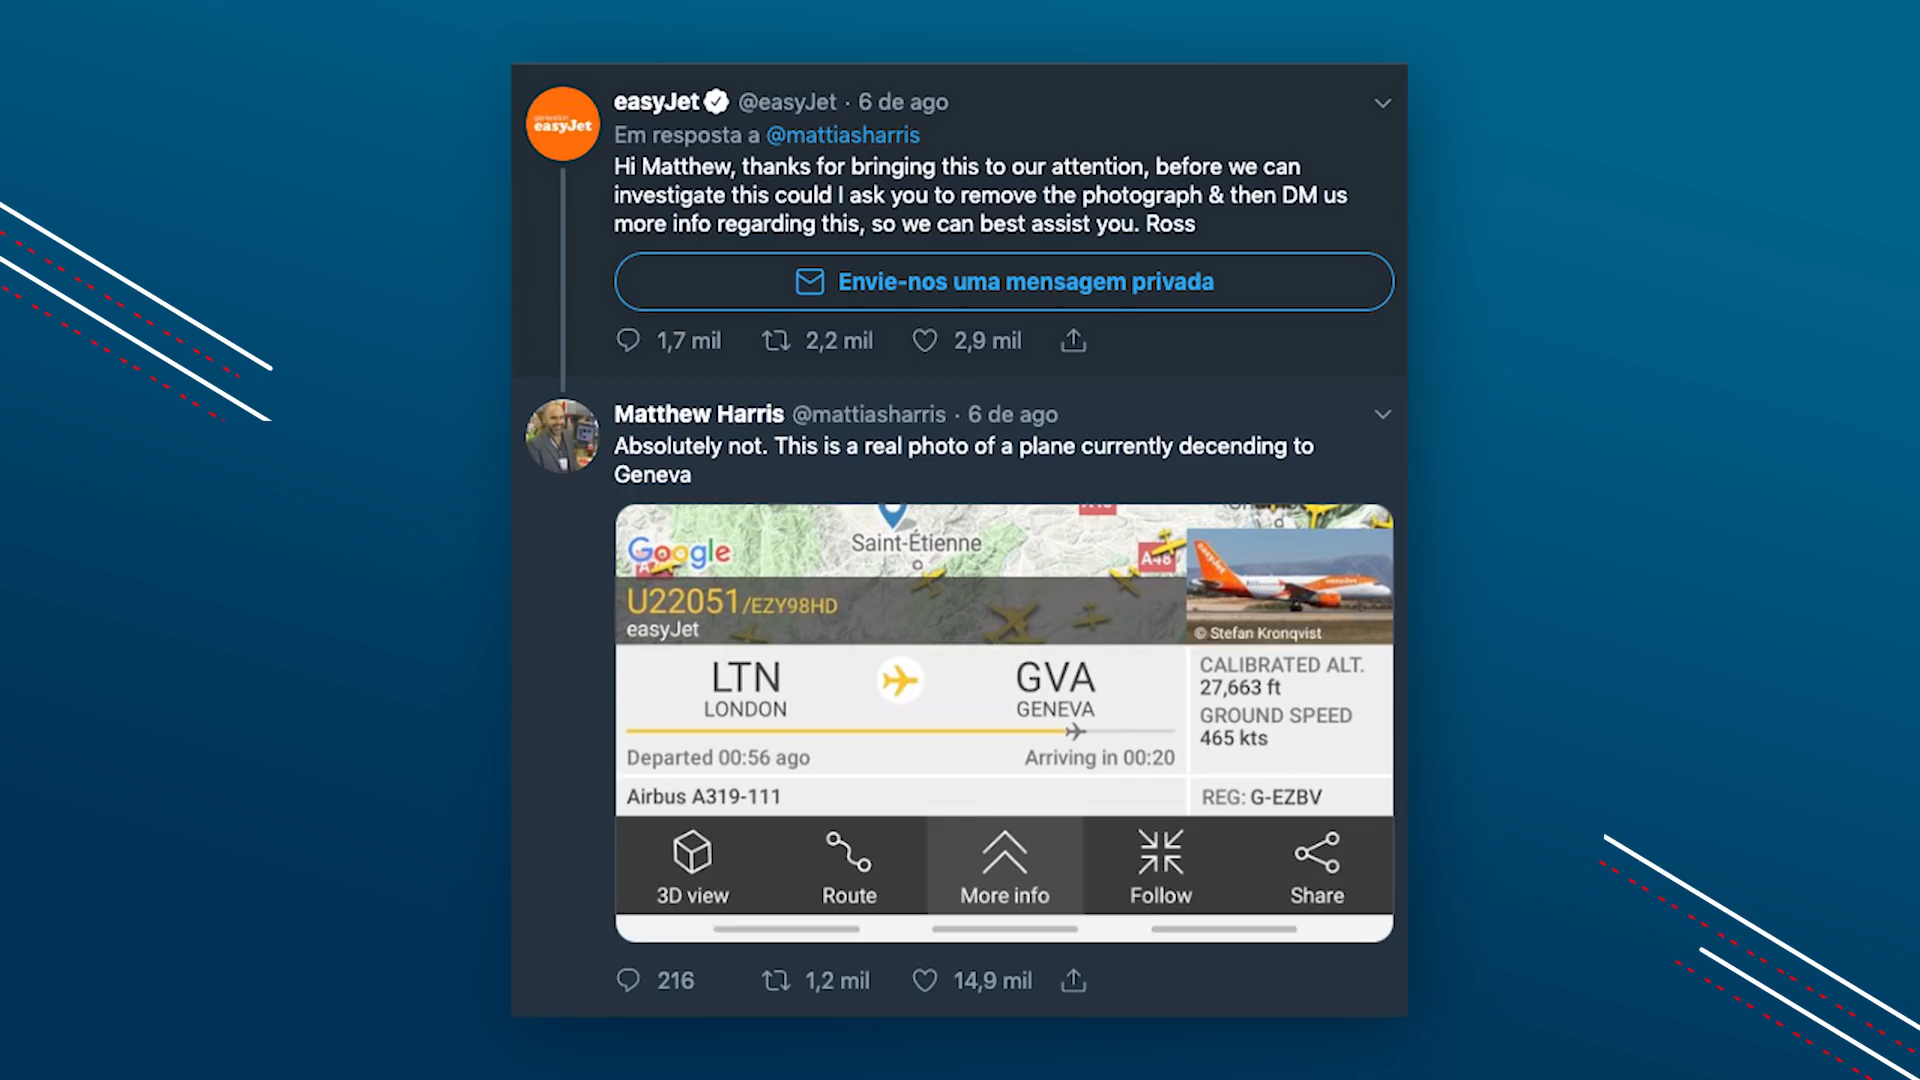 easyJet @easyJet · 6 de ago
Em resposta a @mattiasharris
Hi Matthew, thanks for bringing this to our attention, before we can
investigate this could I ask you to remove the photograph & then DM us
more info regarding this, so we can best assist you. Ross
Envie-nos uma mensagem privada
1,7 mil 2,2 mil 2,9 mil
easyJet
Matthew Harris @mattiasharris · 6 de ago
Absolutely not. This is a real photo of a plane currently decending to
Geneva
Google
Saint-Étienne
U22051/EZY98HD
easyJet
© Stefan Kronqvist
LTN
LONDON
GVA
GENEVA
CALIBRATED ALT.
27,663 ft
GROUND SPEED
465 kts
Departed 00:56 ago
Arriving in 00:20
Airbus A319-111
REG: G-EZBV
3D view Route More info Follow Share
216 1,2 mil 14,9 mil